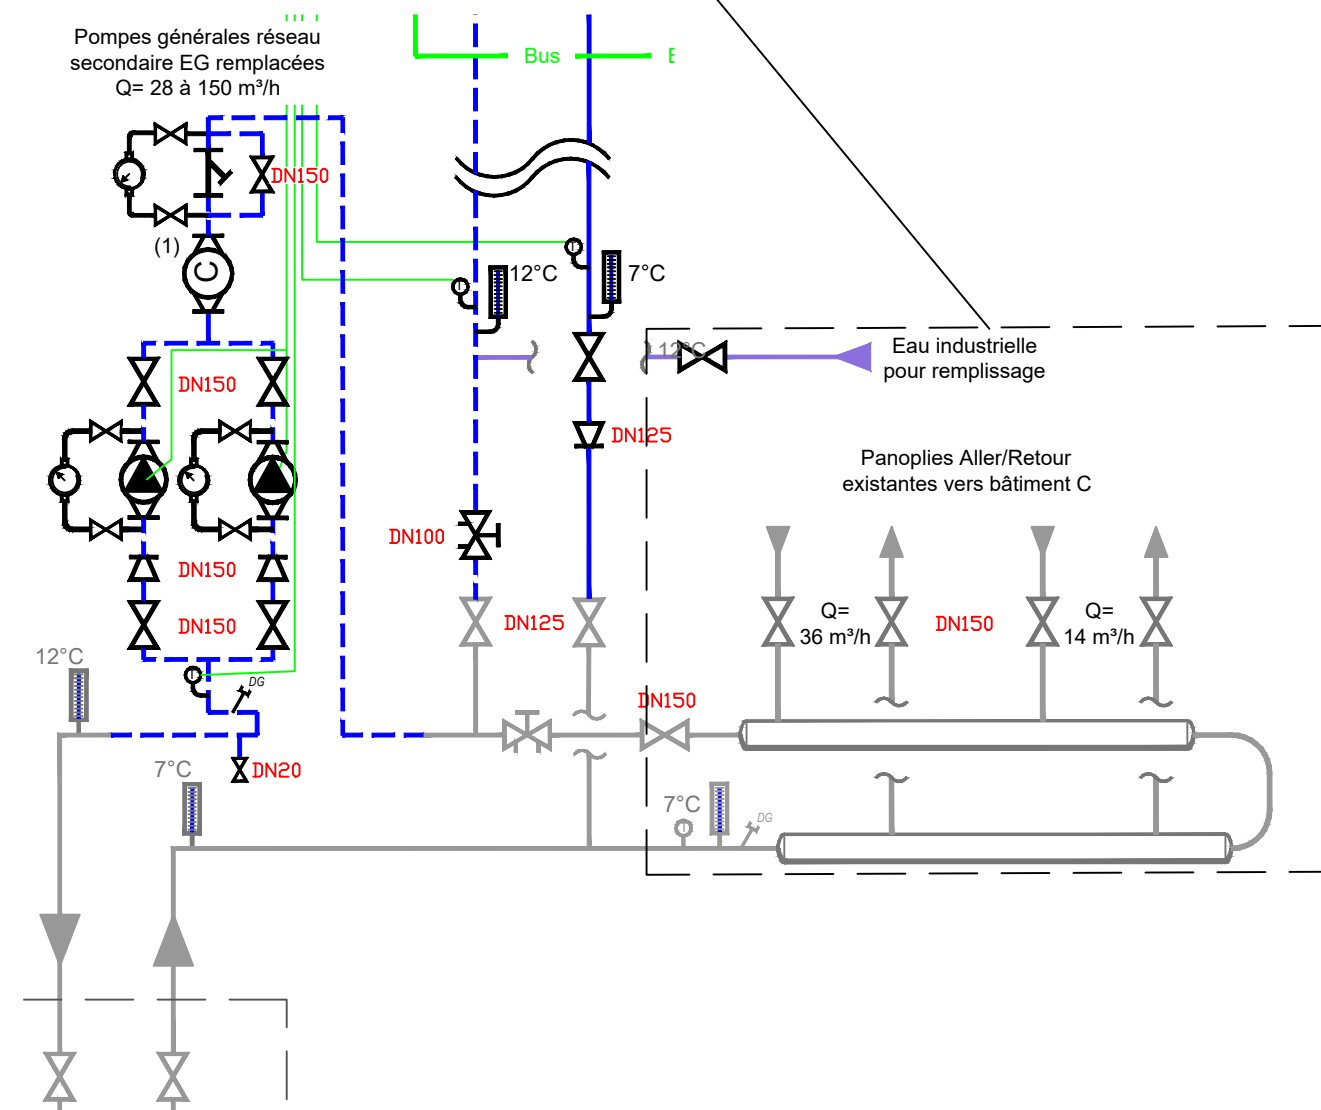 Pompes générales réseau
secondaire EG remplacées
Q= 28 à 150 m³/h
Bus
DN150
(1)
C
12°C
7°C
12°C
Eau industrielle
pour remplissage
DN150
DN125
Panoplies Aller/Retour
existantes vers bâtiment C
DN100
DN150
Q=
36 m³/h
DN150
Q=
14 m³/h
DN125
DN150
12°C
DG
DN150
7°C
DN20
7°C
DG